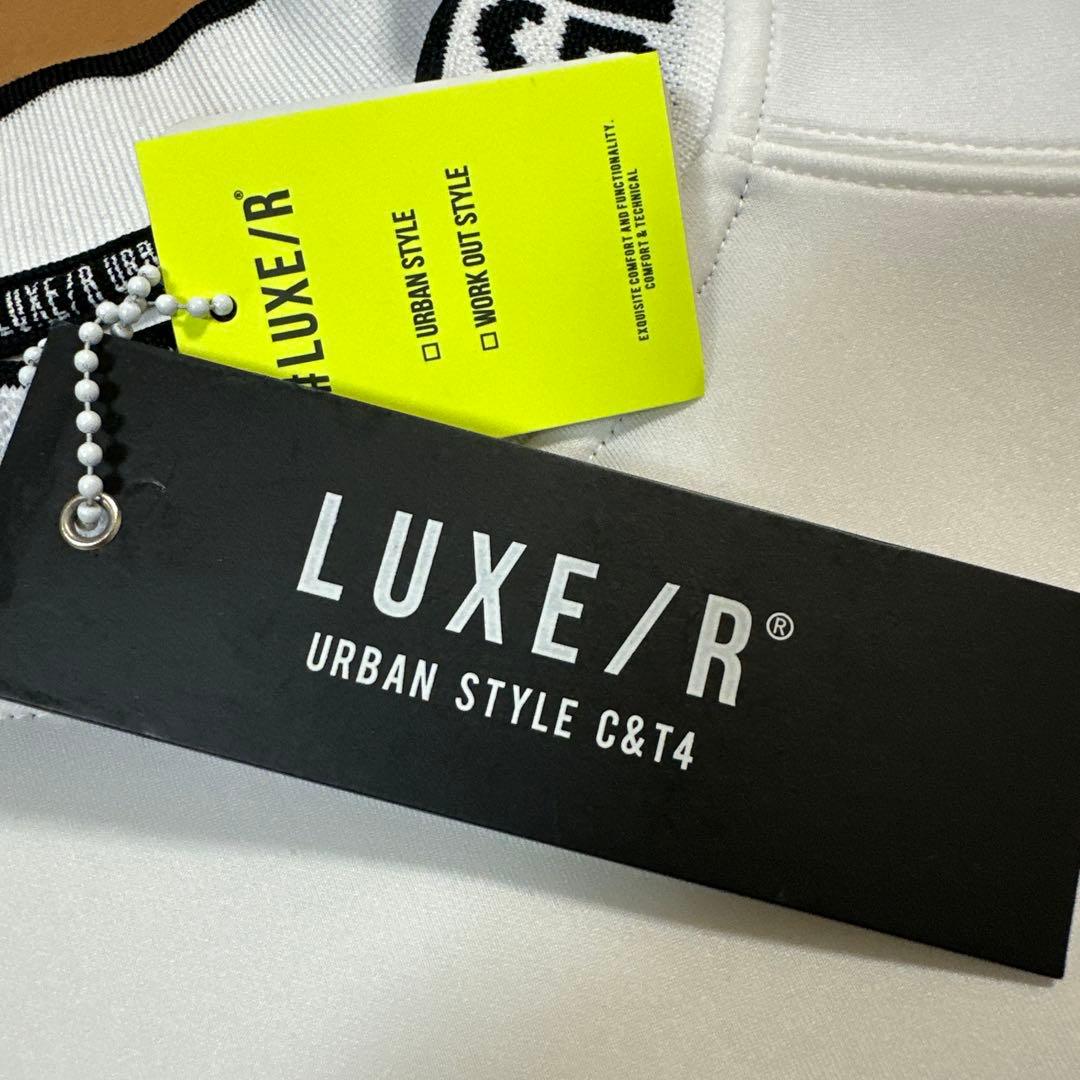 #LUXE/R®
☐ URBAN STYLE
☐ WORK OUT STYLE
EXQUISITE COMFORT AND FUNCTIONALITY.
COMFORT & TECHNICAL
LUXE/R
LUXE/R®
URBAN STYLE C&T4